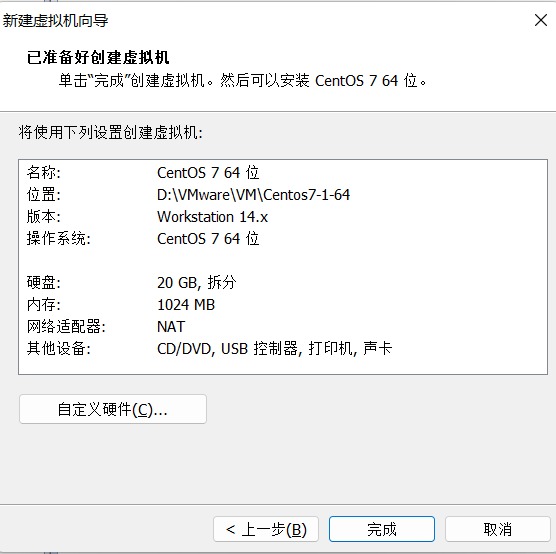 新建虚拟机向导
已准备好创建虚拟机
单击“完成”创建虚拟机。然后可以安装 CentOS 7 64 位。
将使用下列设置创建虚拟机:
名称: CentOS 7 64 位
位置: D:\VMware\VM\Centos7-1-64
版本: Workstation 14.x
操作系统: CentOS 7 64 位
硬盘: 20 GB, 拆分
内存: 1024 MB
网络适配器: NAT
其他设备: CD/DVD, USB 控制器, 打印机, 声卡
自定义硬件(C)...
< 上一步(B) 完成 取消